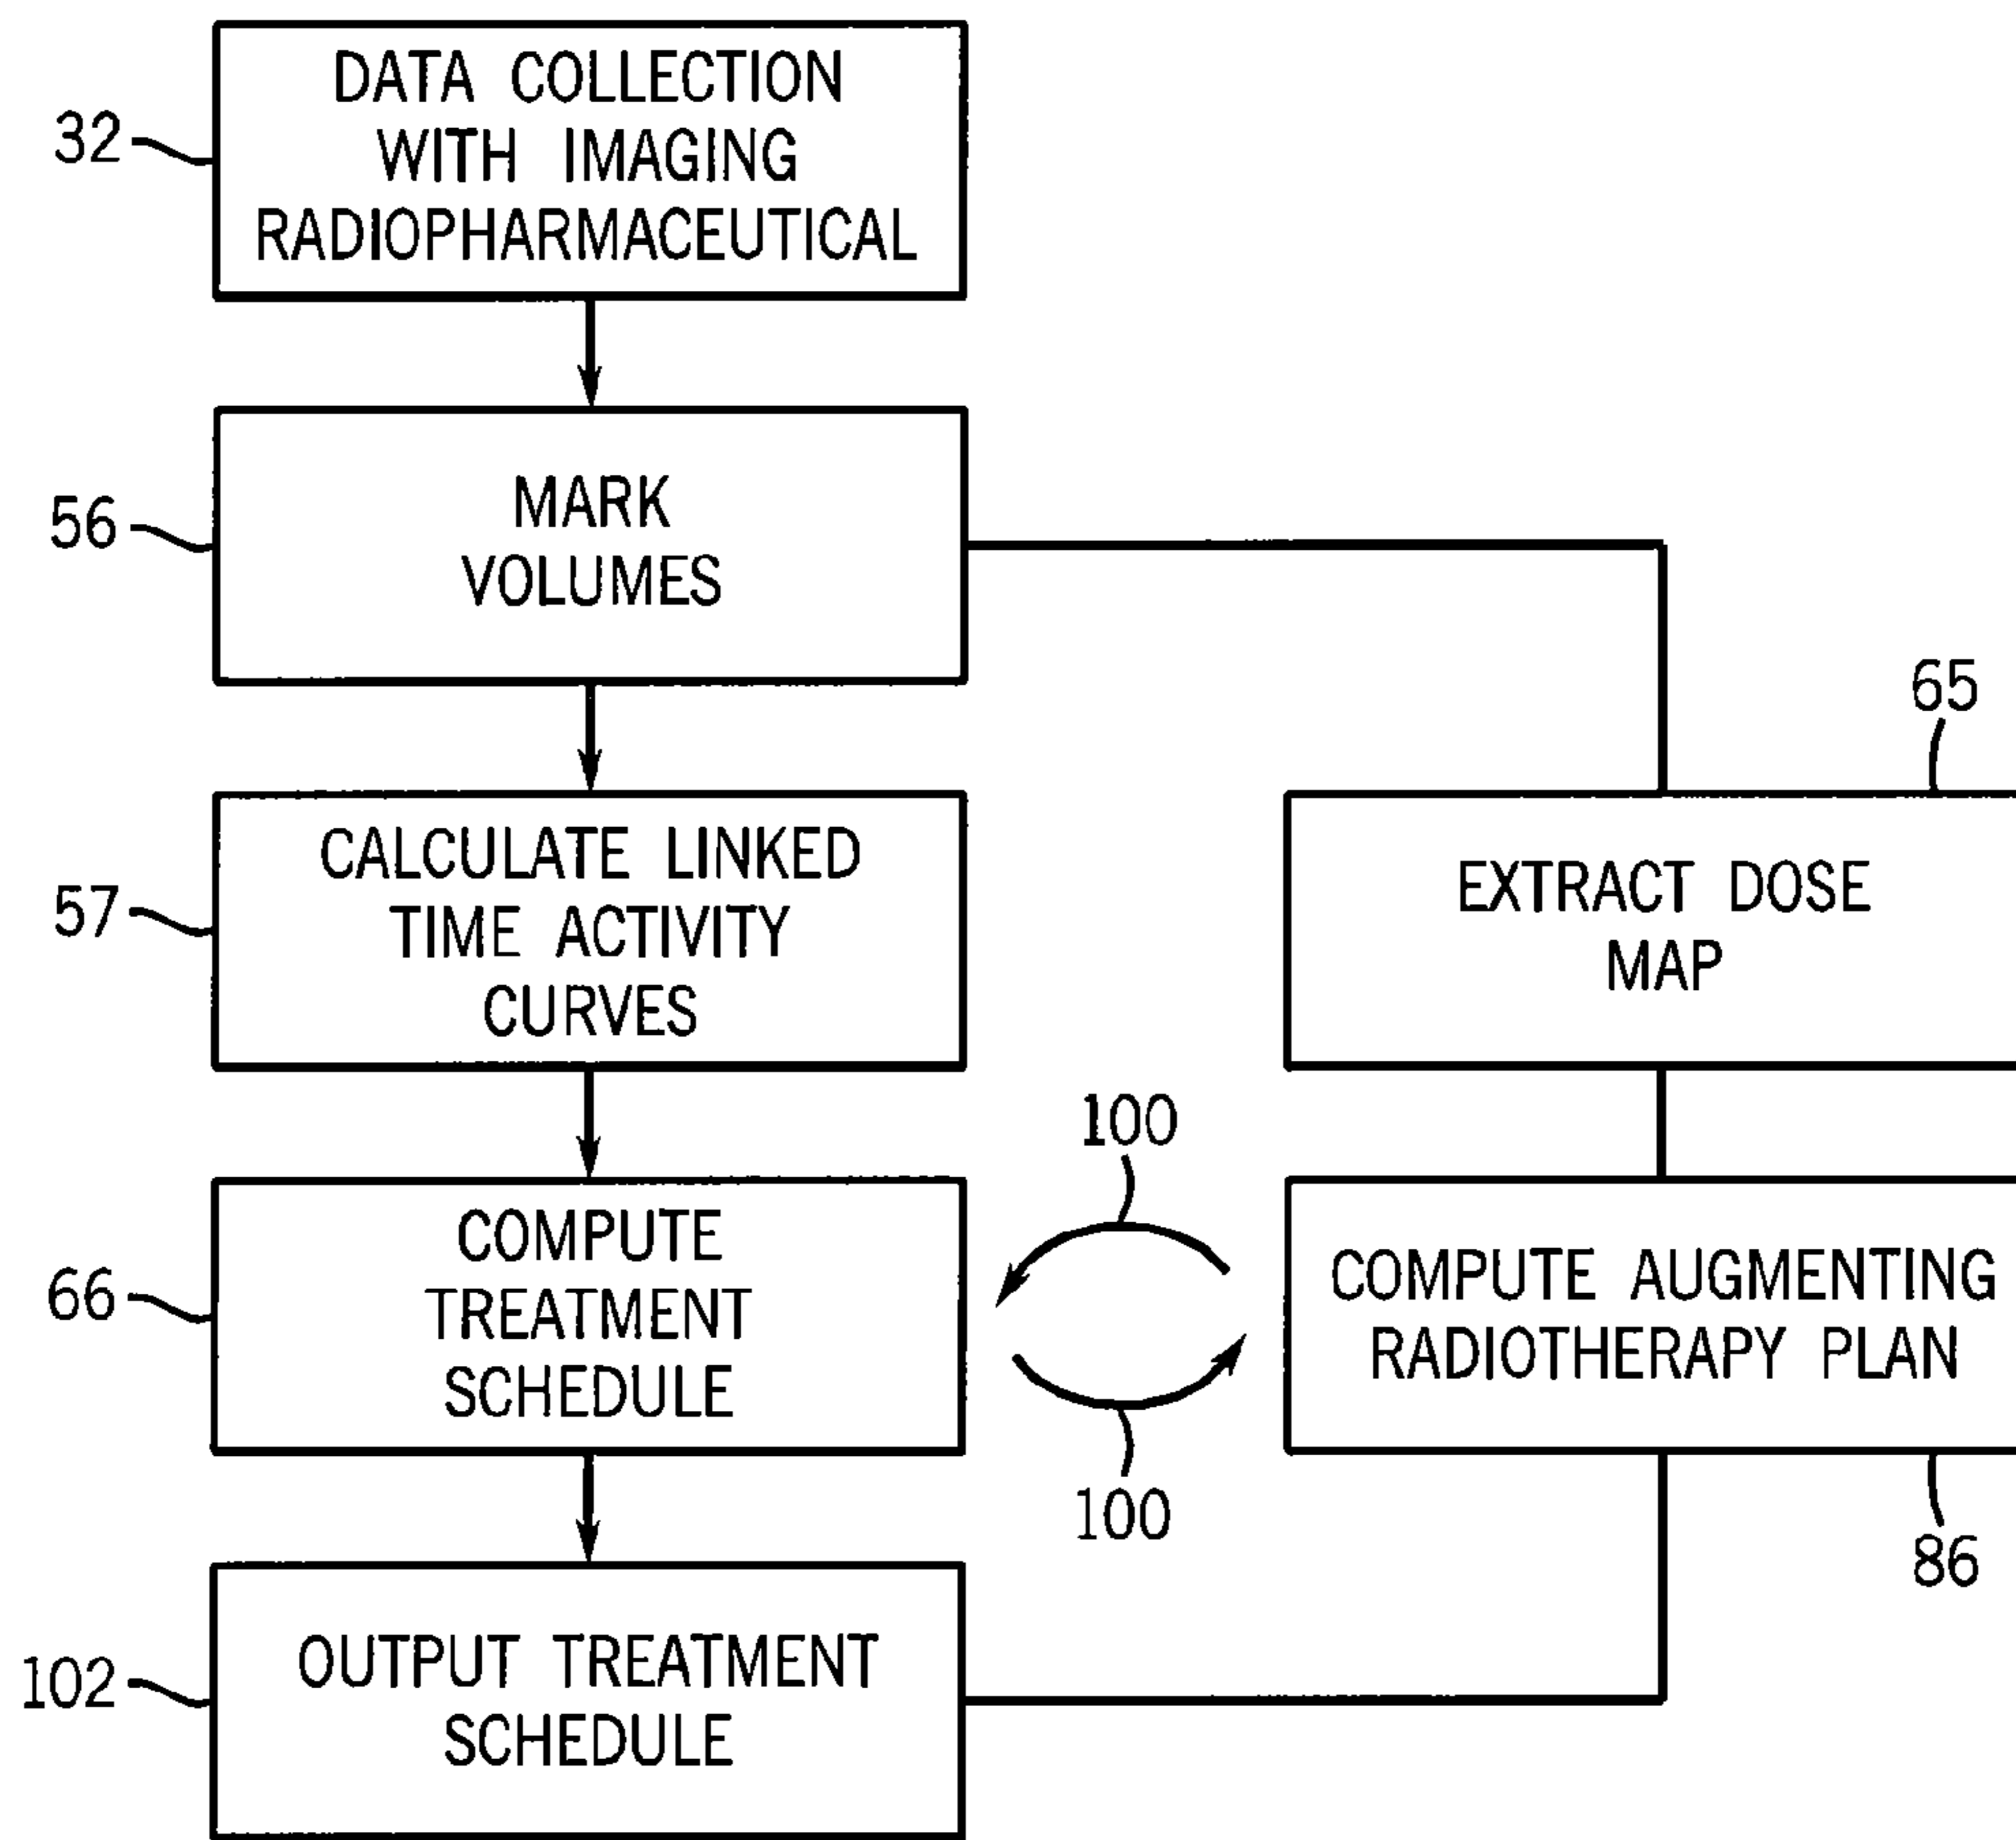 32
DATA COLLECTION
WITH IMAGING
RADIOPHARMACEUTICAL
56
MARK
VOLUMES
65
57
CALCULATE LINKED
TIME ACTIVITY
CURVES
EXTRACT DOSE
MAP
100
66
COMPUTE
TREATMENT
SCHEDULE
COMPUTE AUGMENTING
RADIOTHERAPY PLAN
100
86
102
OUTPUT TREATMENT
SCHEDULE